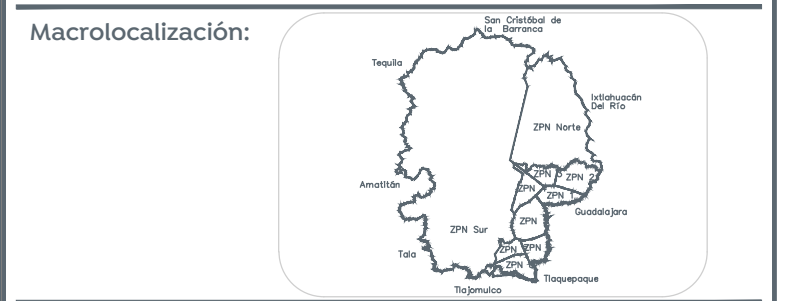 Macrolocalización:
San Cristóbal de
la Barranca
Tequila
Ixtlahuacán
Del Río
ZPN Norte
ZPN
ZPN 2
Amatitán
ZPN
ZPN 1
Guadalajara
ZPN
ZPN Sur
ZPN
ZPN
Tala
ZPN
Tlaquepaque
Tlajomulco